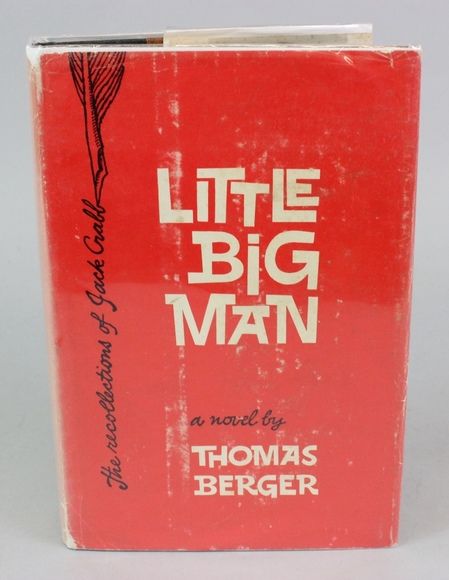 The recollections of Jack Crabb
LiTTLE
BiG
MAN
a novel by
THOMAS
BERGER